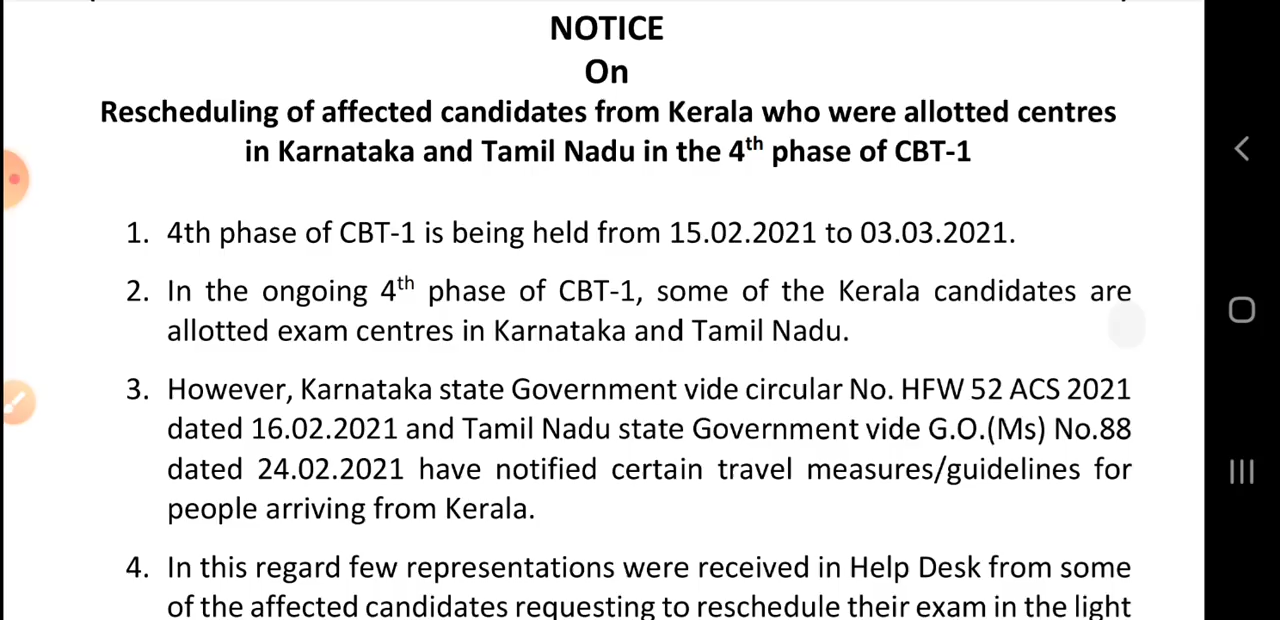 NOTICE
On
Rescheduling of affected candidates from Kerala who were allotted centres
in Karnataka and Tamil Nadu in the 4th phase of CBT-1
1. 4th phase of CBT-1 is being held from 15.02.2021 to 03.03.2021.
2. In the ongoing 4th phase of CBT-1, some of the Kerala candidates are
allotted exam centres in Karnataka and Tamil Nadu.
3. However, Karnataka state Government vide circular No. HFW 52 ACS 2021
dated 16.02.2021 and Tamil Nadu state Government vide G.O.(Ms) No.88
dated 24.02.2021 have notified certain travel measures/guidelines for
people arriving from Kerala.
4. In this regard few representations were received in Help Desk from some
of the affected candidates requesting to reschedule their exam in the light